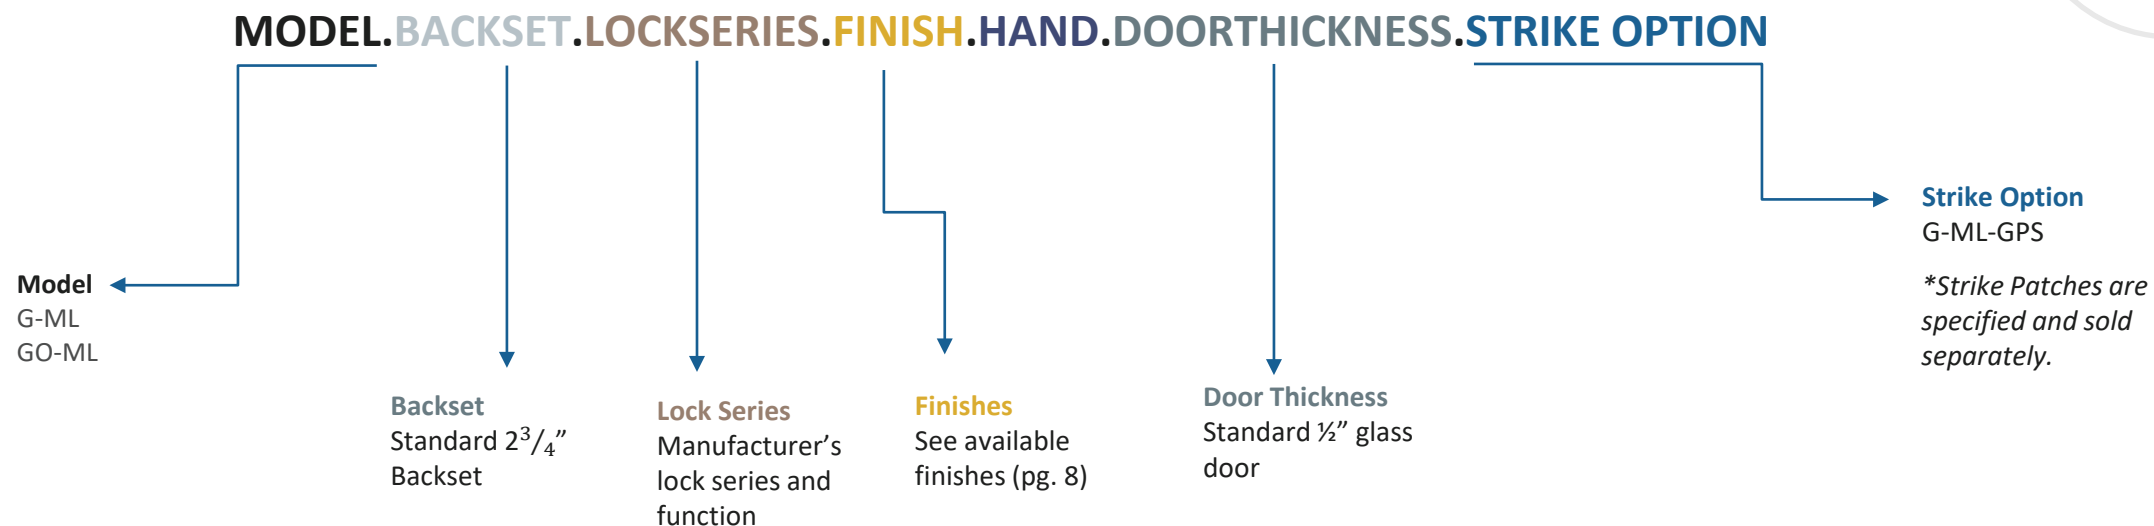 MODEL.BACKSET.LOCKSERIES.FINISH.HAND.DOORTHICKNESS.STRIKE OPTION
Model
G-ML
GO-ML
Backset
Standard 2³/₄”
Backset
Lock Series
Manufacturer’s
lock series and
function
Finishes
See available
finishes (pg. 8)
Door Thickness
Standard ½” glass
door
Strike Option
G-ML-GPS
*Strike Patches are
specified and sold
separately.